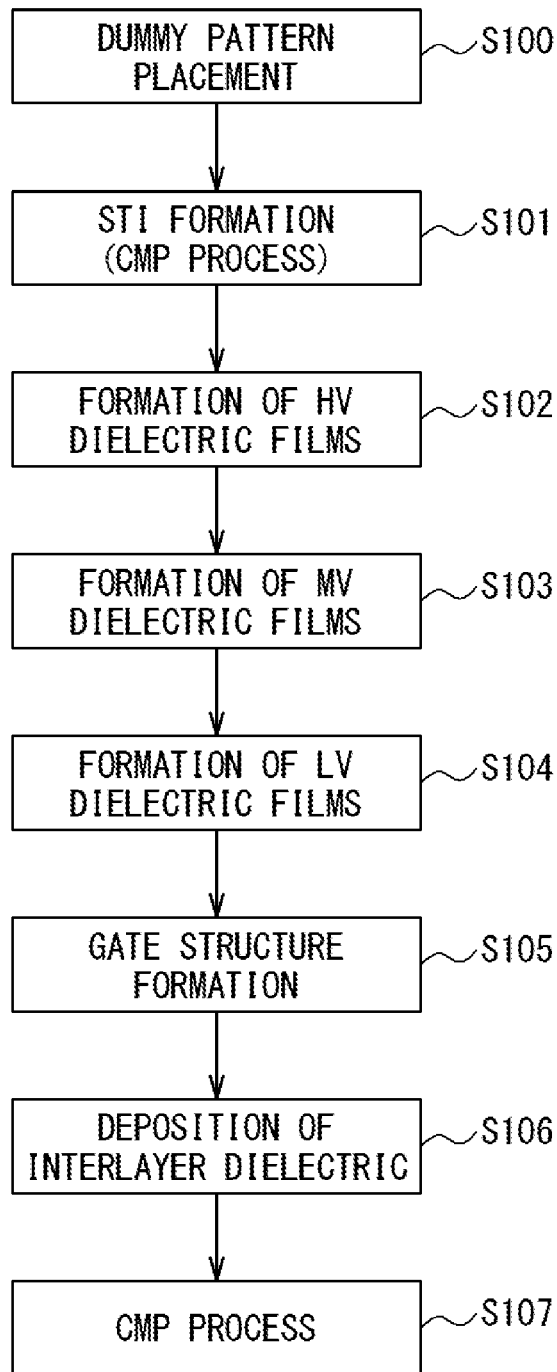 DUMMY PATTERN
PLACEMENT
S100
STI FORMATION
(CMP PROCESS)
S101
FORMATION OF HV
DIELECTRIC FILMS
S102
FORMATION OF MV
DIELECTRIC FILMS
S103
FORMATION OF LV
DIELECTRIC FILMS
S104
GATE STRUCTURE
FORMATION
S105
DEPOSITION OF
INTERLAYER DIELECTRIC
S106
CMP PROCESS
S107